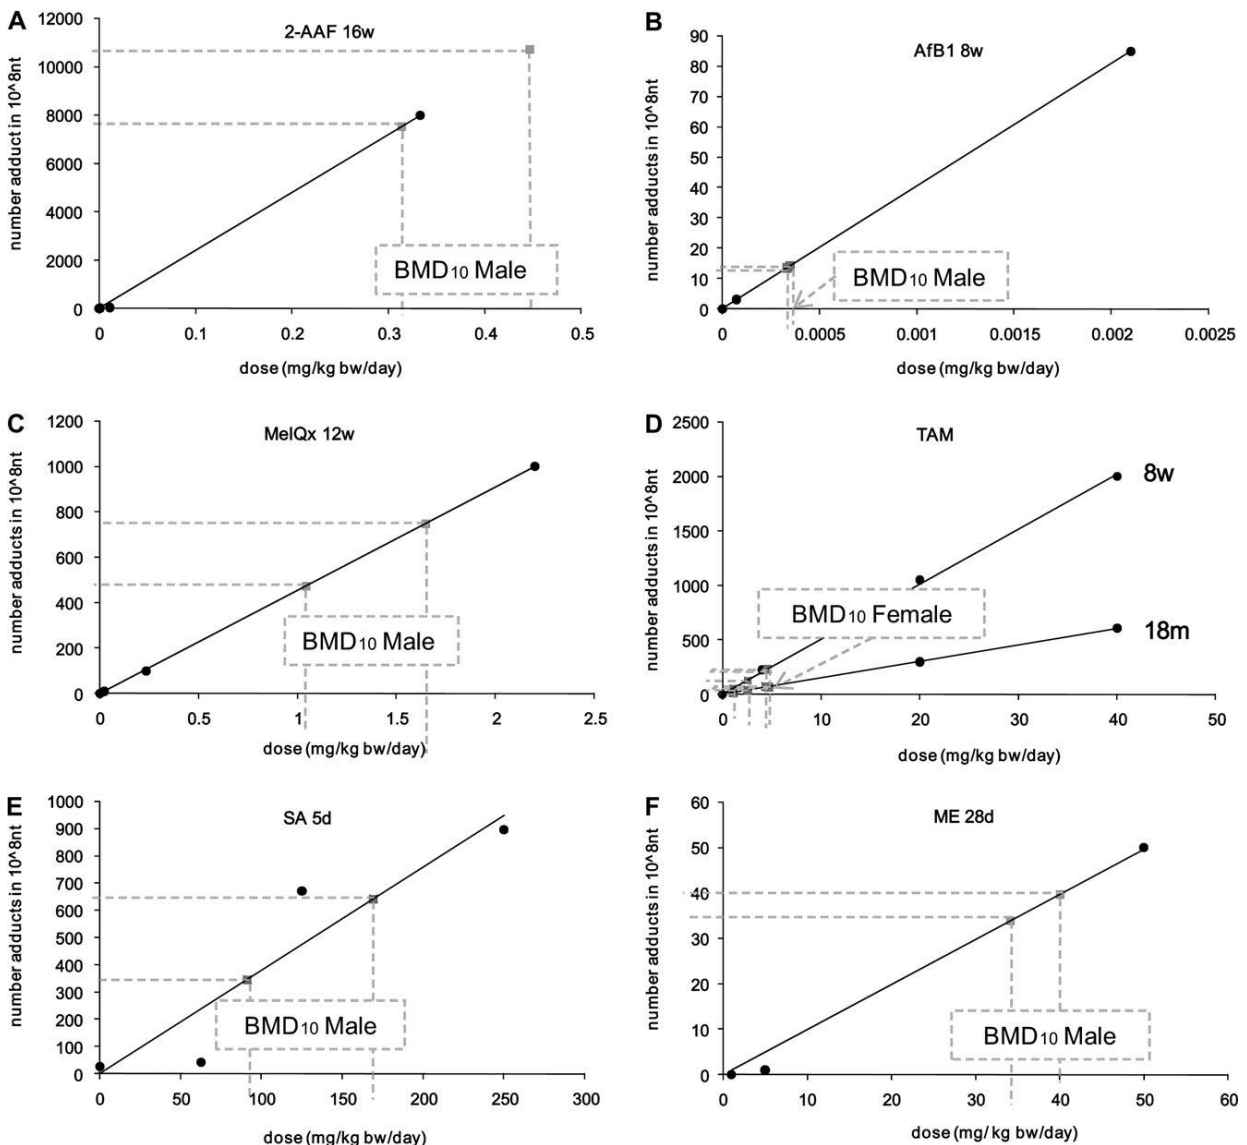 A
2-AAF 16w
number adduct in 10^8nt
12000
10000
8000
6000
4000
2000
0
BMD10 Male
0 0.1 0.2 0.3 0.4 0.5
dose (mg/kg bw/day)
B
AfB1 8w
number adducts in 10^8nt
90
80
70
60
50
40
30
20
10
0
BMD10 Male
0 0.0005 0.001 0.0015 0.002 0.0025
dose (mg/kg bw/day)
C
MeIQx 12w
number adducts in 10^8nt
1200
1000
800
600
400
200
0
BMD10 Male
0 0.5 1 1.5 2 2.5
dose (mg/kg bw/day)
D
TAM
number adducts in 10^8nt
2500
2000
1500
1000
500
0
8w
BMD10 Female
18m
0 10 20 30 40 50
dose (mg/kg bw/day)
E
SA 5d
number adducts in 10^8nt
1000
900
800
700
600
500
400
300
200
100
0
BMD10 Male
0 50 100 150 200 250 300
dose (mg/kg bw/day)
F
ME 28d
number adducts in 10^8nt
60
50
40
30
20
10
0
BMD10 Male
0 10 20 30 40 50 60
dose (mg/ kg bw/day)